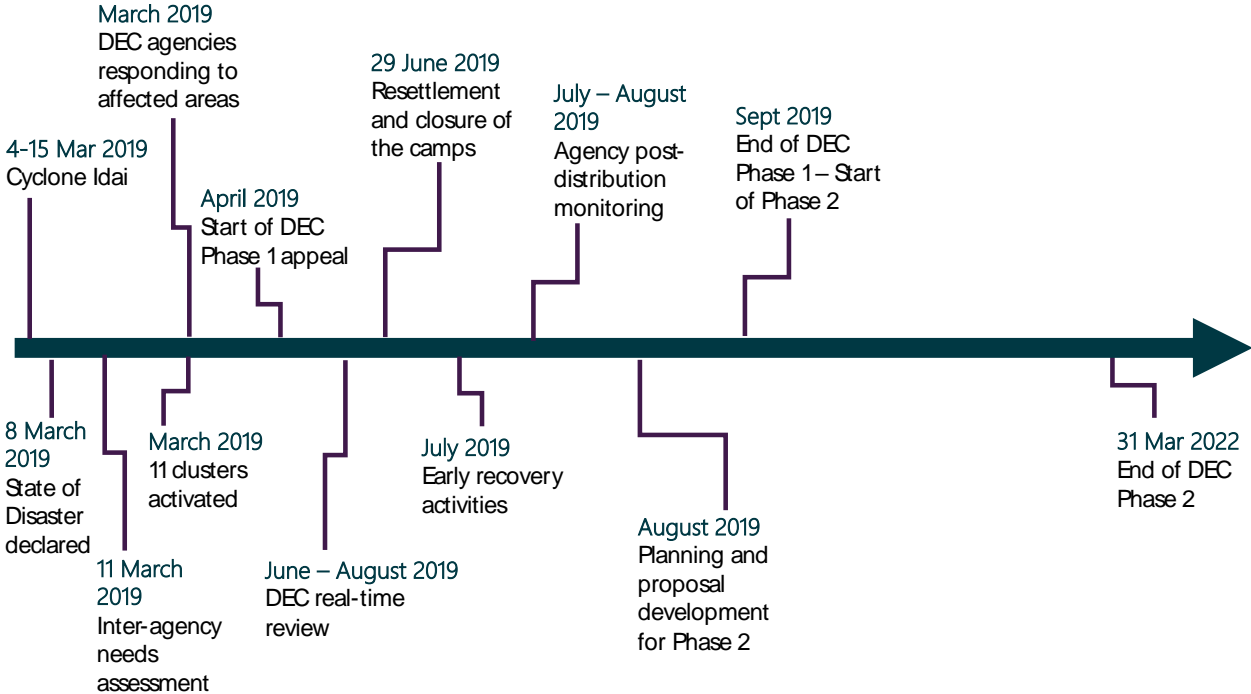 March 2019
DEC agencies
responding to
affected areas
4-15 Mar 2019
Cyclone Idai
April 2019
Start of DEC
Phase 1 appeal
29 June 2019
Resettlement
and closure of
the camps
July – August
2019
Agency post-
distribution
monitoring
Sept 2019
End of DEC
Phase 1 – Start
of Phase 2
8 March
2019
State of
Disaster
declared
11 March
2019
Inter-agency
needs
assessment
March 2019
11 clusters
activated
June – August 2019
DEC real-time
review
July 2019
Early recovery
activities
August 2019
Planning and
proposal
development
for Phase 2
31 Mar 2022
End of DEC
Phase 2